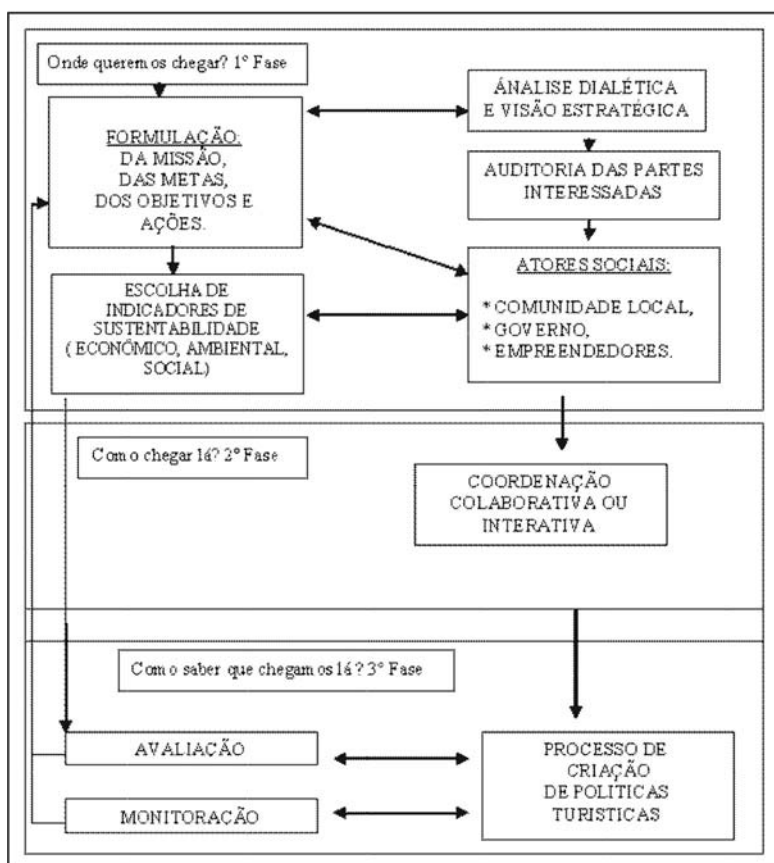 Onde queremos chegar? 1º Fase
FORMULAÇÃO:
DA MISSÃO,
DAS METAS,
DOS OBJETIVOS E
AÇÕES.
ÁNALISE DIALÉTICA
E VISÃO ESTRATÉGICA
AUDITORIA DAS PARTES
INTERESSADAS
ESCOLHA DE
INDICADORES DE
SUSTENTABILIDADE
( ECONÔMICO, AMBIENTAL,
SOCIAL)
ATORES SOCIAIS:
* COMUNIDADE LOCAL,
* GOVERNO,
* EMPREENDEDORES.
Como chegar lá? 2º Fase
COORDENAÇÃO
COLABORATIVA OU
INTERATIVA
Como saber que chegamos lá? 3º Fase
AVALIAÇÃO
MONITORAÇÃO
PROCESSO DE
CRIAÇÃO
DE POLITICAS
TURISTICAS